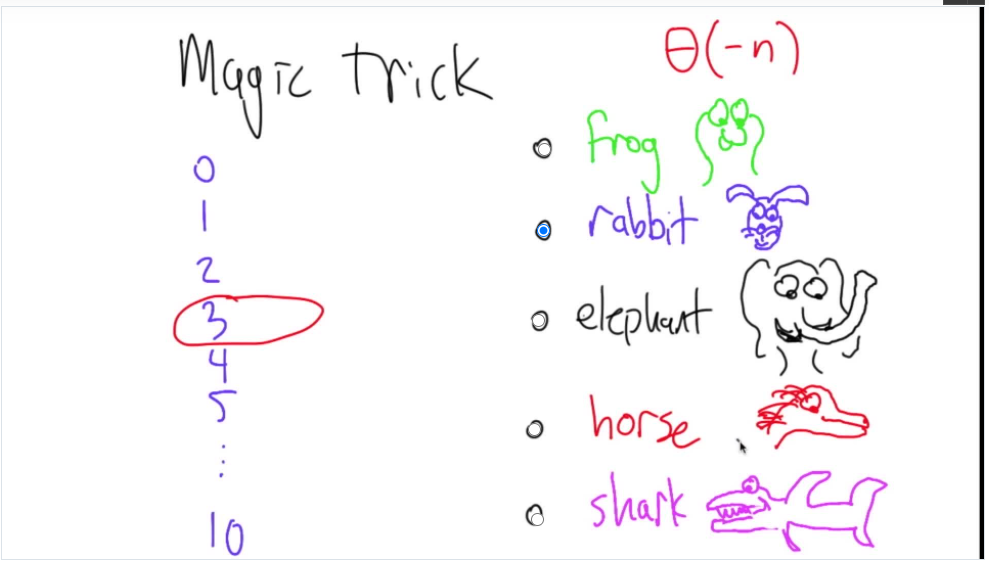 Magic trick
0
1
2
3
4
5
⋮
10
Θ(-n)
frog
rabbit
elephant
horse
shark